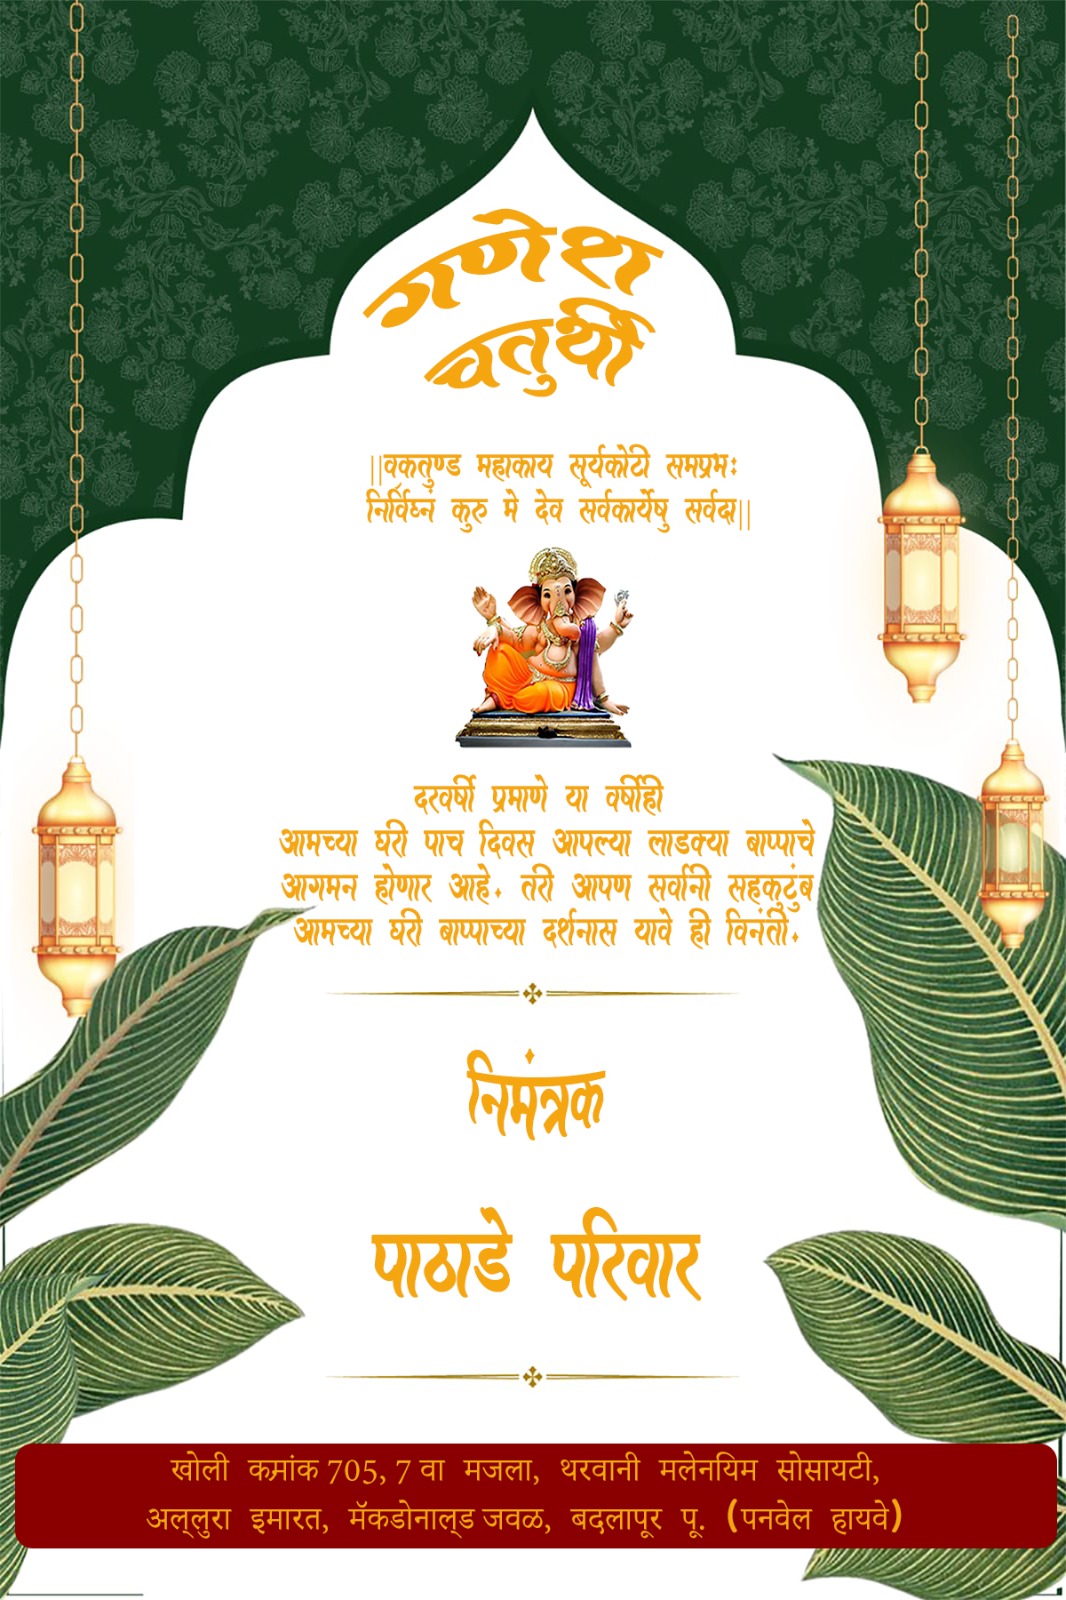 गणेश
चतुर्थी
||वक्रतुण्ड महाकाय सूर्यकोटी समप्रभः
निर्विघ्नं कुरु मे देव सर्वकार्येषु सर्वदा||
दरवर्षी प्रमाणे या वर्षीही
आमच्या घरी पाच दिवस आपल्या लाडक्या बाप्पाचे
आगमन होणार आहे. तरी आपण सर्वांनी सहकुटुंब
आमच्या घरी बाप्पाच्या दर्शनास यावे ही विनंती.
निमंत्रक
पाठाडे परिवार
खोली कमांक 705, 7 वा मजला, थरवानी मलेनयिम सोसायटी,
अल्लुरा इमारत, मॅकडोनाल्ड जवळ, बदलापूर पू. (पनवेल हायवे)